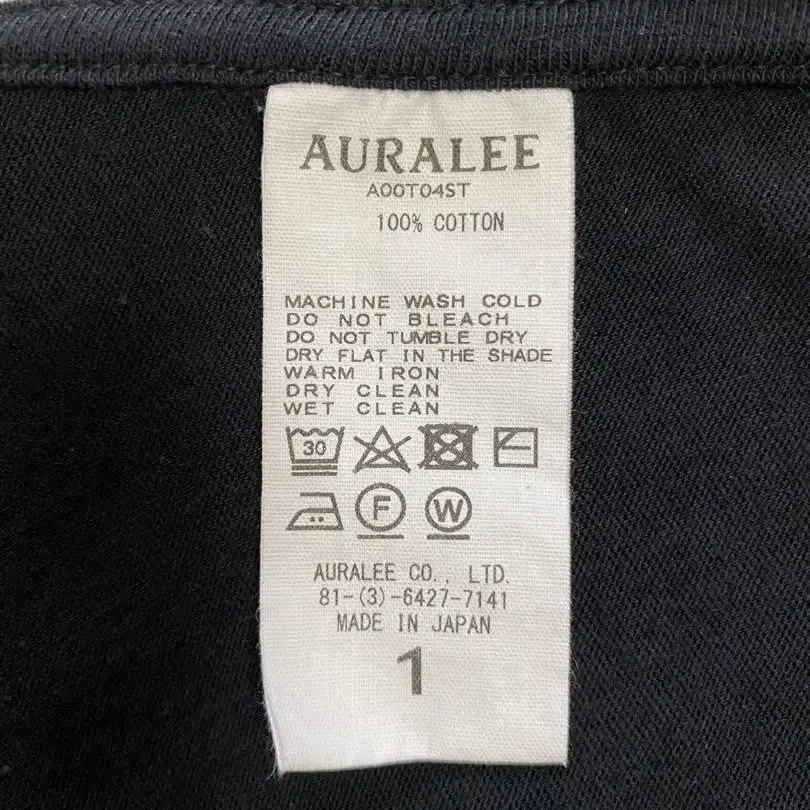 AURALEE
A00T04ST
100% COTTON
MACHINE WASH COLD
DO NOT BLEACH
DO NOT TUMBLE DRY
DRY FLAT IN THE SHADE
WARM IRON
DRY CLEAN
WET CLEAN
30
F W
AURALEE CO., LTD.
81-(3)-6427-7141
MADE IN JAPAN
1